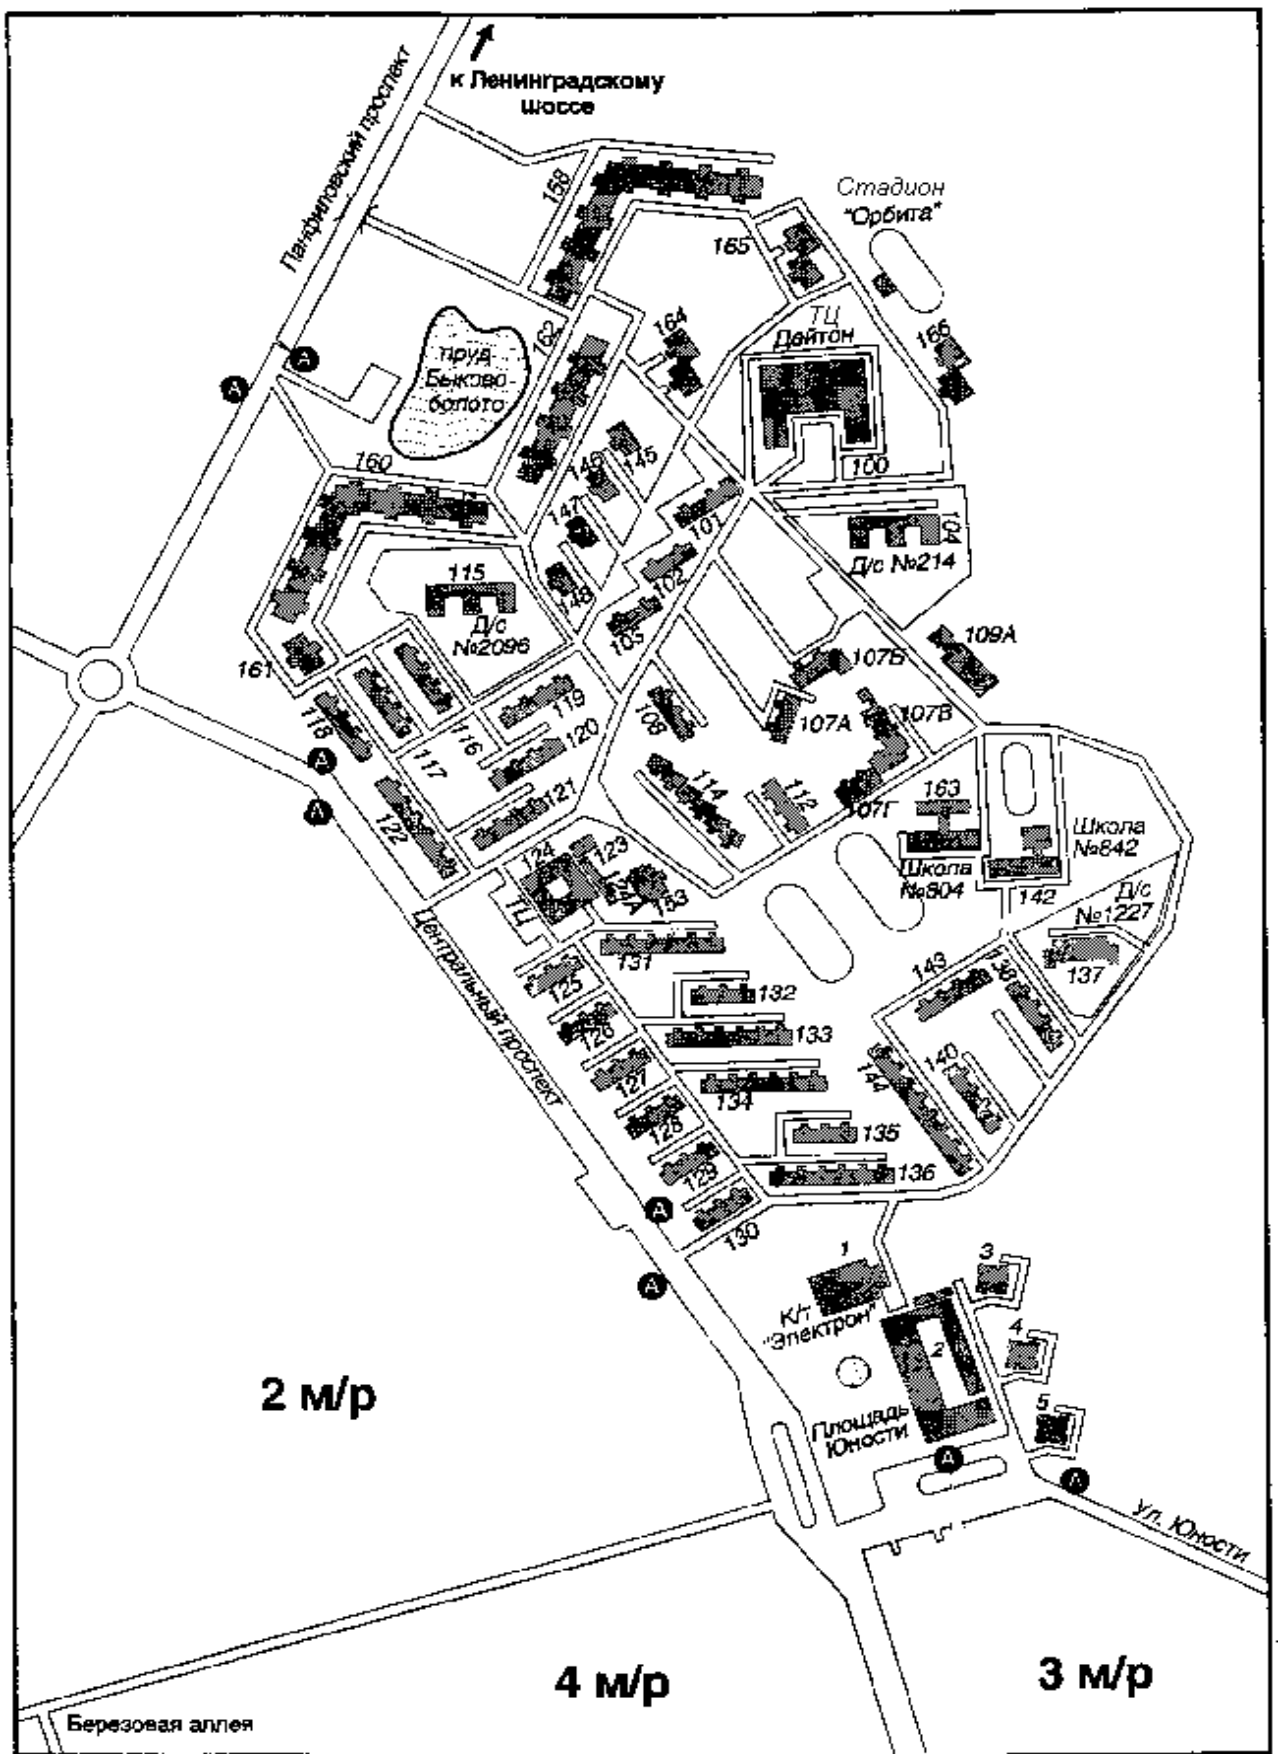 Панфиловский проспект
к Ленинградскому
шоссе
158
Стадион
"Орбита"
165
ТЦ
Дейтон
164
166
162
пруд
Быково
болото
А
А
160
145
146
100
147
101
104
Д/с №214
102
148
103
115
Д/с
№2096
109А
161
107Б
119
108
107А
107В
118
116
120
117
А
А
114
112
121
122
107Г
163
Школа
№842
Школа
№804
142
124
123
124А
153
ТЦ
Д/с
№1227
131
137
Центральный проспект
125
143
138
132
126
133
127
140
144
134
128
135
129
136
А
130
А
1
3
К/т
"Электрон"
4
2
5
2 м/р
Площадь
Юности
А
А
Ул. Юности
4 м/р
3 м/р
Березовая аллея